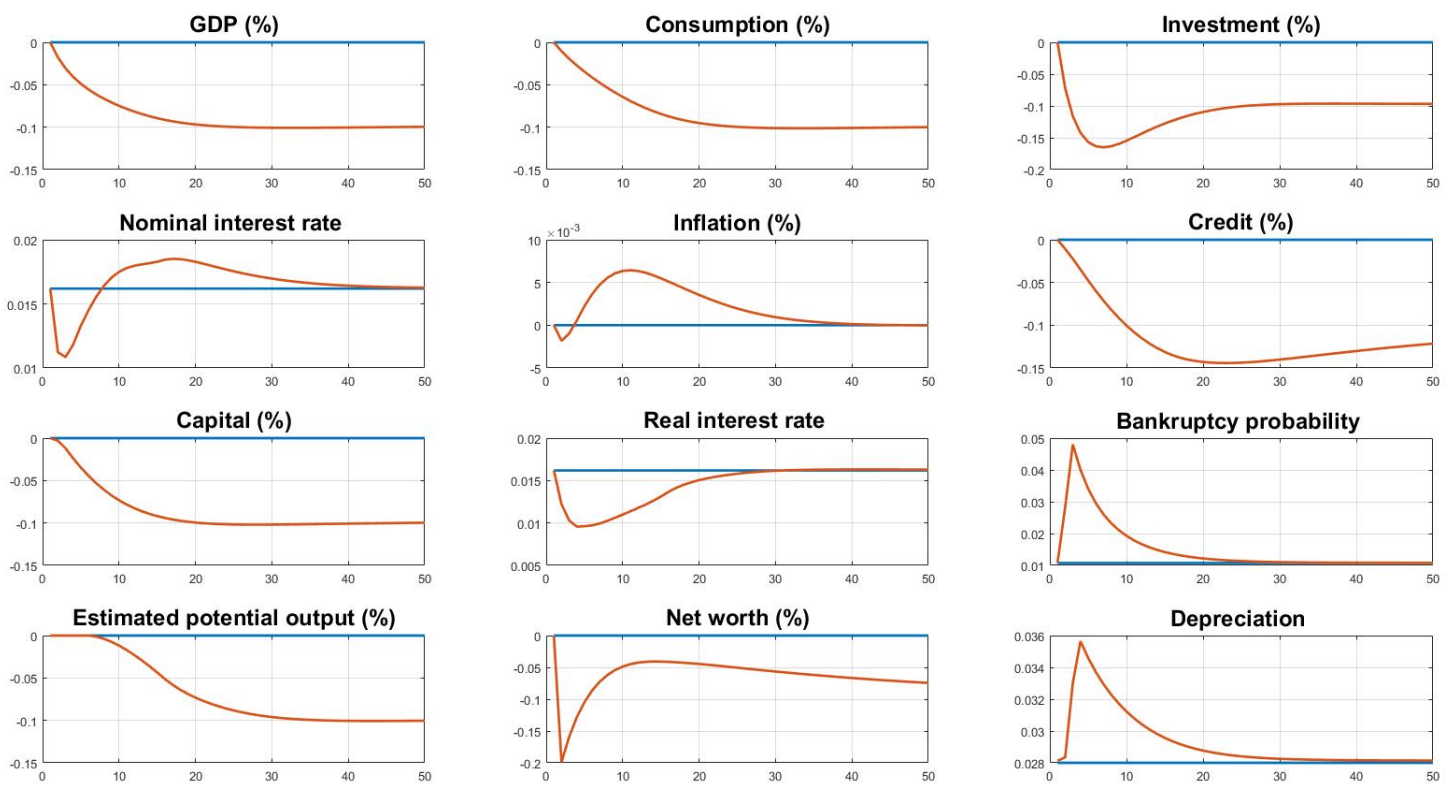 GDP (%)
0
-0.05
-0.1
-0.15
0 10 20 30 40 50
Consumption (%)
0
-0.05
-0.1
-0.15
0 10 20 30 40 50
Investment (%)
0
-0.05
-0.1
-0.15
-0.2
0 10 20 30 40 50
Nominal interest rate
0.02
0.015
0.01
0 10 20 30 40 50
Inflation (%)
×10⁻³
10
5
0
-5
0 10 20 30 40 50
Credit (%)
0
-0.05
-0.1
-0.15
0 10 20 30 40 50
Capital (%)
0
-0.05
-0.1
-0.15
0 10 20 30 40 50
Real interest rate
0.02
0.015
0.01
0.005
0 10 20 30 40 50
Bankruptcy probability
0.05
0.04
0.03
0.02
0.01
0 10 20 30 40 50
Estimated potential output (%)
0
-0.05
-0.1
-0.15
0 10 20 30 40 50
Net worth (%)
0
-0.05
-0.1
-0.15
-0.2
0 10 20 30 40 50
Depreciation
0.036
0.034
0.032
0.03
0.028
0 10 20 30 40 50